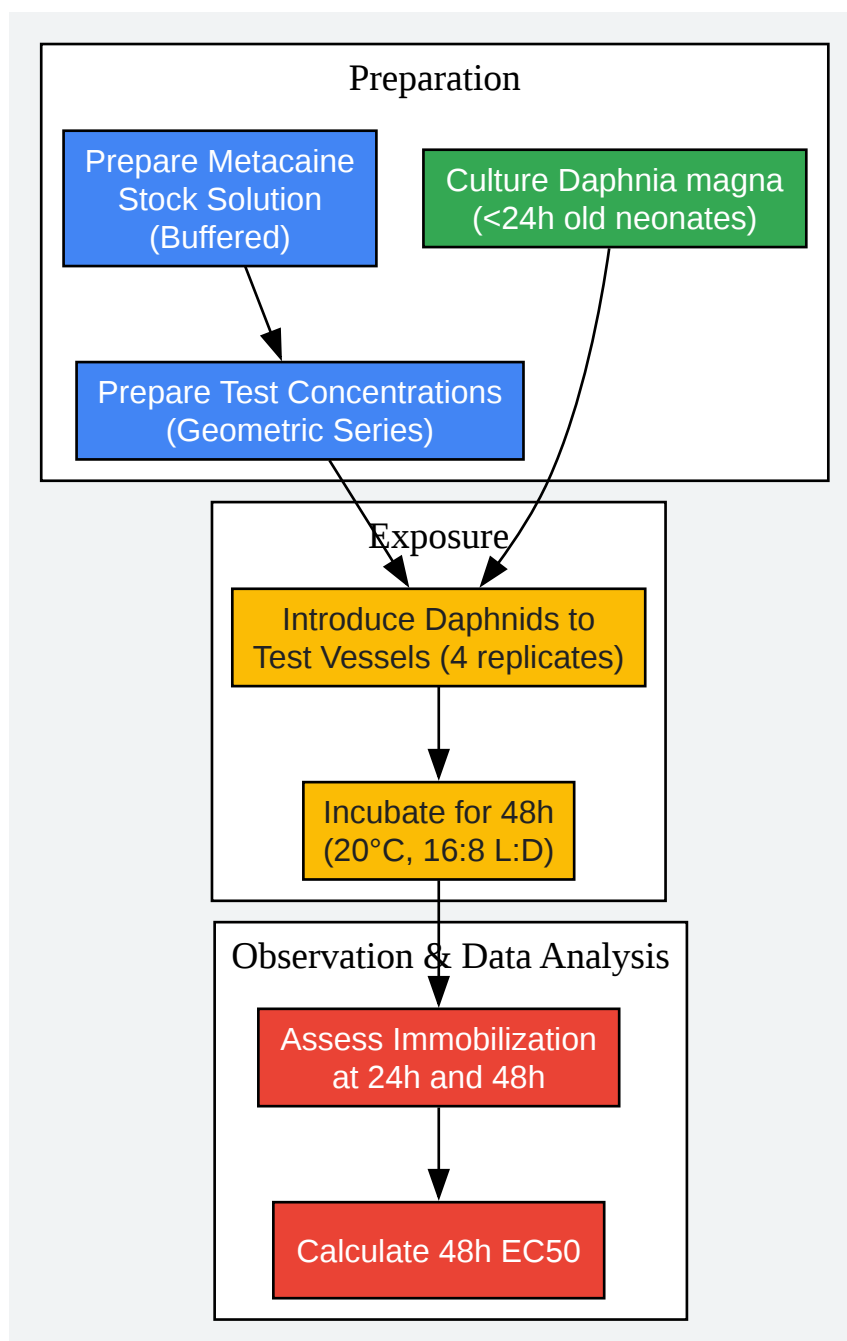 Preparation
Prepare Metacaine
Stock Solution
(Buffered)
Culture Daphnia magna
(<24h old neonates)
Prepare Test Concentrations
(Geometric Series)
Exposure
Introduce Daphnids to
Test Vessels (4 replicates)
Incubate for 48h
(20°C, 16:8 L:D)
Observation & Data Analysis
Assess Immobilization
at 24h and 48h
Calculate 48h EC50